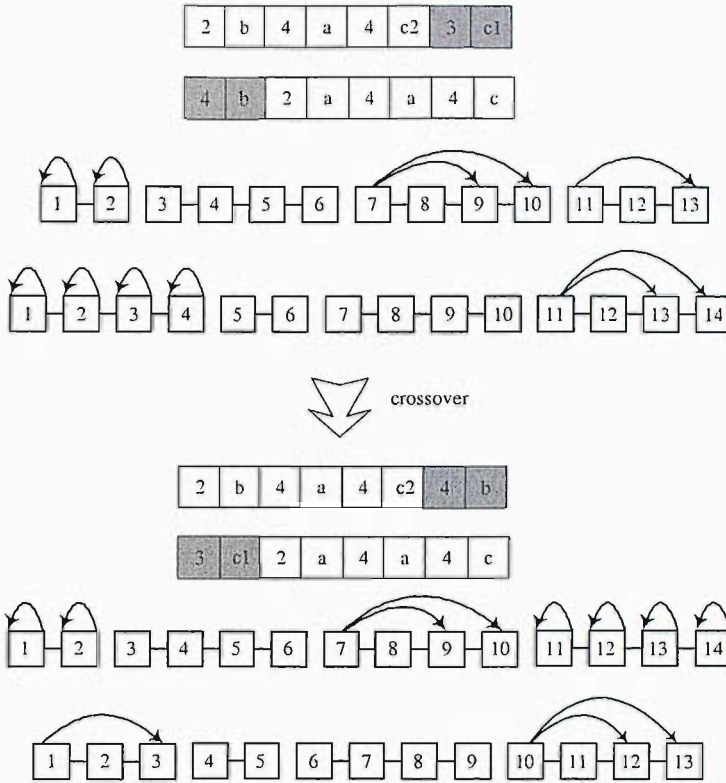 2 b 4 a 4 c2 3 c1
4 b 2 a 4 a 4 c
1 2 3 4 5 6 7 8 9 10 11 12 13
1 2 3 4 5 6 7 8 9 10 11 12 13 14
crossover
2 b 4 a 4 c2 4 b
3 c1 2 a 4 a 4 c
1 2 3 4 5 6 7 8 9 10 11 12 13 14
1 2 3 4 5 6 7 8 9 10 11 12 13